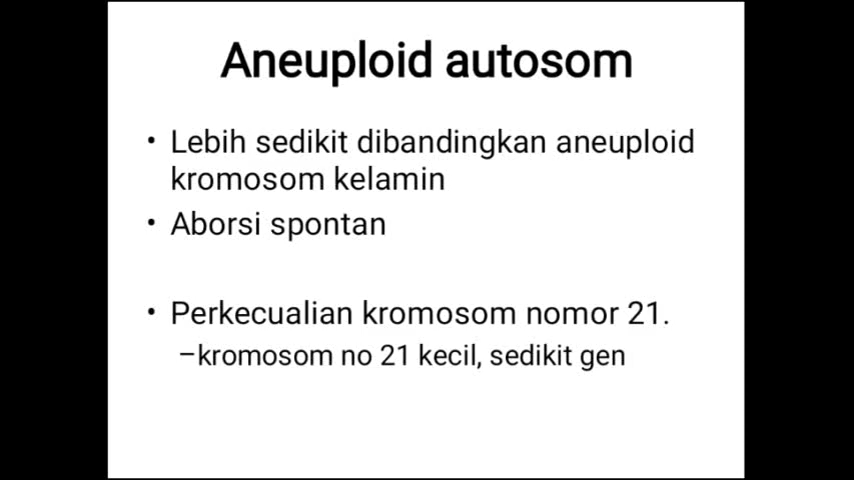 Aneuploid autosom
• Lebih sedikit dibandingkan aneuploid
kromosom kelamin
• Aborsi spontan
• Perkecualian kromosom nomor 21.
–kromosom no 21 kecil, sedikit gen